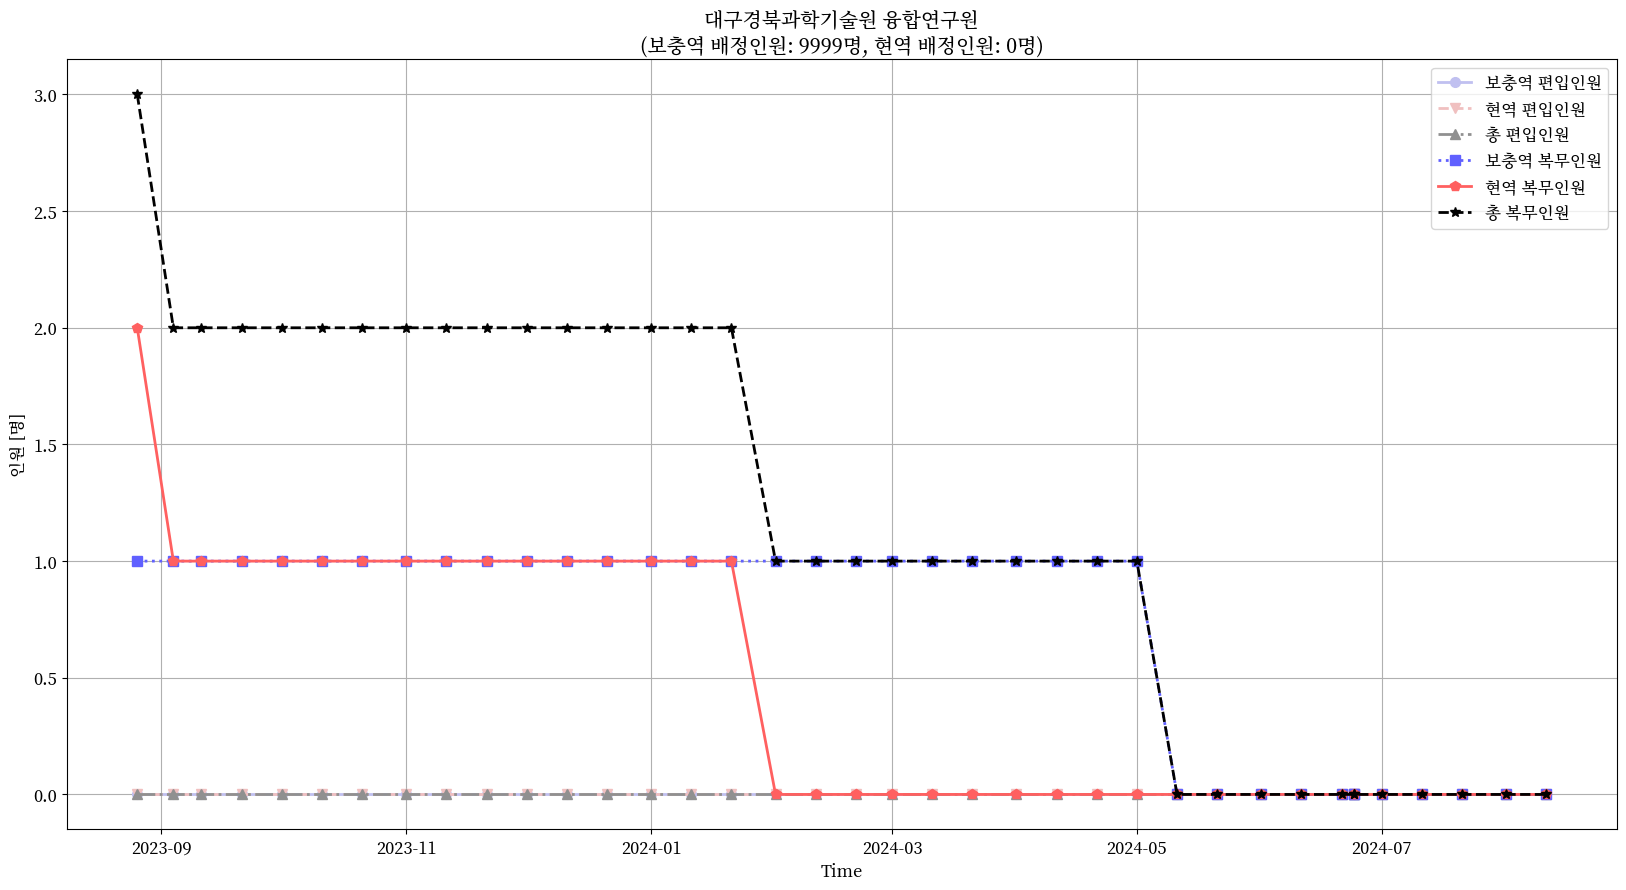 대구경북과학기술원 융합연구원
(보충역 배정인원: 9999명, 현역 배정인원: 0명)
보충역 편입인원
현역 편입인원
총 편입인원
보충역 복무인원
현역 복무인원
총 복무인원
3.0
2.5
2.0
1.5
1.0
0.5
0.0
인원 [명]
2023-09
2023-11
2024-01
2024-03
2024-05
2024-07
Time